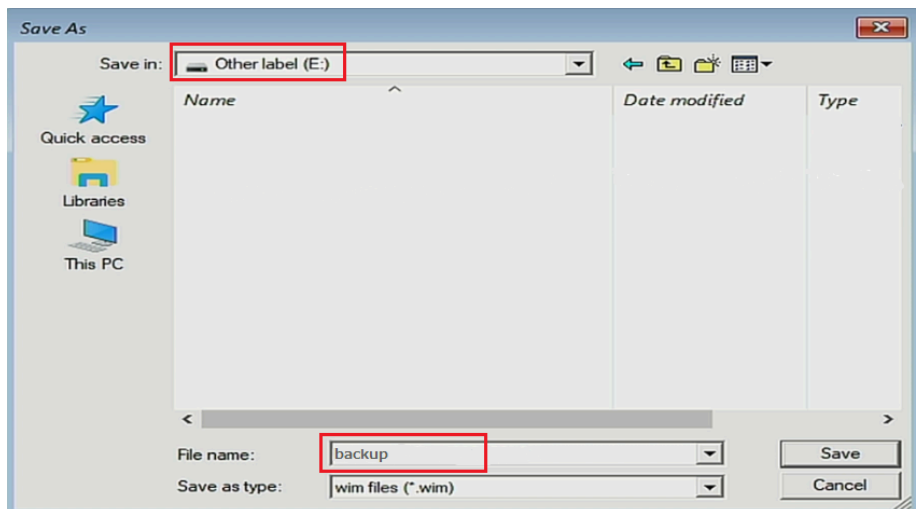 Save As
Save in: Other label (E:)
Name Date modified Type
Quick access
Libraries
This PC
File name: backup Save
Save as type: wim files (*.wim) Cancel